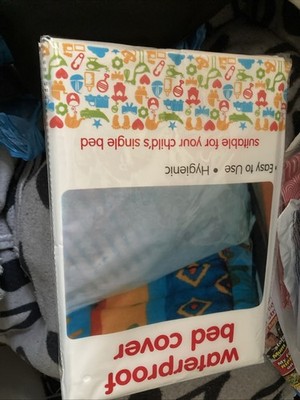 waterproof
bed cover
• Easy to Use • Hygienic
suitable for your child's single bed